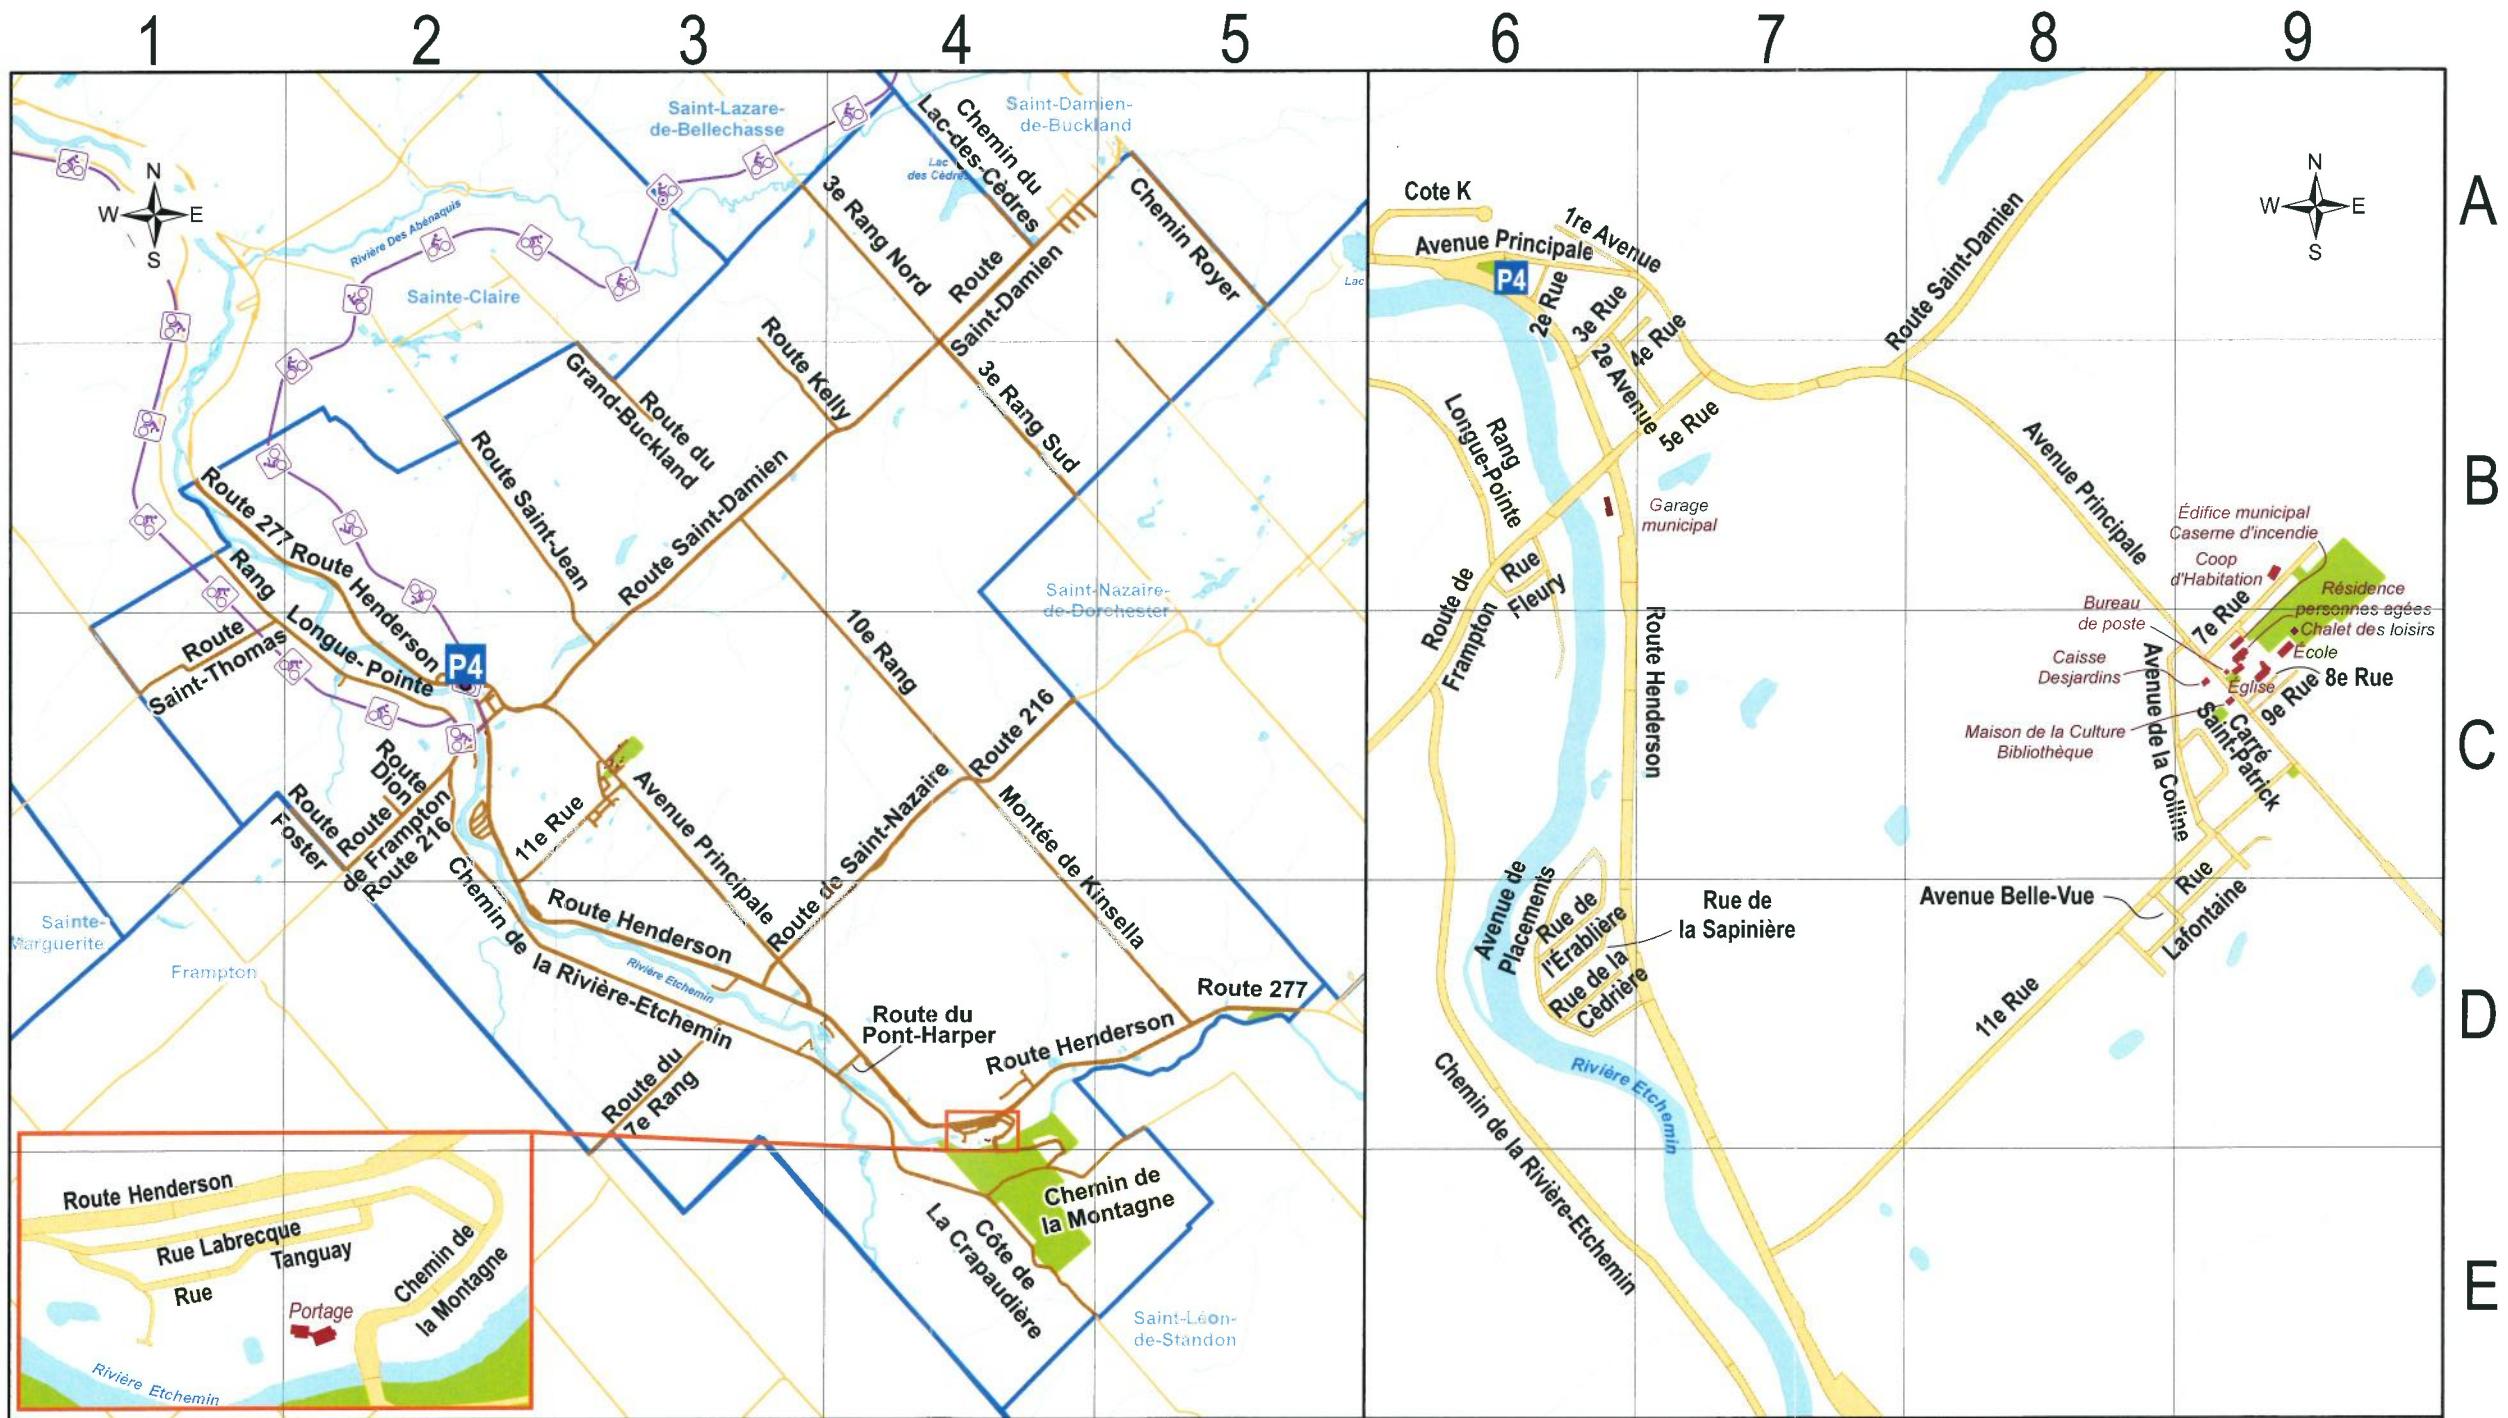 1 2 3 4 5 6 7 8 9
A
B
C
D
E
N
W E
S
Saint-Lazare-
de-Bellechasse
Saint-Damien-
de-Buckland
Chemin du
Lac-des-Cèdres
Lac
des Cèdres
3e Rang Nord
Chemin Royer
Route
Saint-Damien
Rivière Des Abénaquis
Sainte-Claire
Lac
Route Kelly
3e Rang Sud
Route du
Grand-Buckland
Route Saint-Jean
Route Saint-Damien
Route 277
Route Henderson
Rang
Longue-Pointe
Route
Saint-Thomas
P4
Saint-Nazaire-
de-Dorchester
10e Rang
Route 216
Route
Dion
Route
Foster
Route
de Frampton
Route 216
11e Rue
Avenue Principale
Route de Saint-Nazaire
Montée de Kinsella
Chemin de
la Rivière-Etchemin
Route Henderson
Rivière Etchemin
Sainte-
Marguerite
Frampton
Route du
Pont-Harper
Route 277
Route Henderson
Route du
7e Rang
Chemin de
la Montagne
Côte de
La Crapaudière
Saint-Léon-
de-Standon
Route Henderson
Rue Labrecque
Tanguay
Rue
Chemin de
la Montagne
Portage
Rivière Etchemin
N
W E
S
Cote K
1re Avenue
Avenue Principale
P4
2e Rue
3e Rue
4e Rue
2e Avenue
5e Rue
Route Saint-Damien
Rang
Longue-Pointe
Garage
municipal
Avenue Principale
Rue
Fleury
Route de
Frampton
Route Henderson
Édifice municipal
Caserne d'incendie
Coop
d'Habitation
Résidence
personnes agées
Chalet des loisirs
Bureau
de poste
7e Rue
École
Caisse
Desjardins
Eglise
8e Rue
9e Rue
Maison de la Culture
Bibliothèque
Avenue de la Colline
Carré
Saint-Patrick
Avenue de
Placements
Rue de
l'Érablière
Rue de la
Cèdrière
Rue de
la Sapinière
Avenue Belle-Vue
Rue
Lafontaine
11e Rue
Rivière Etchemin
Chemin de la Rivière-Etchemin